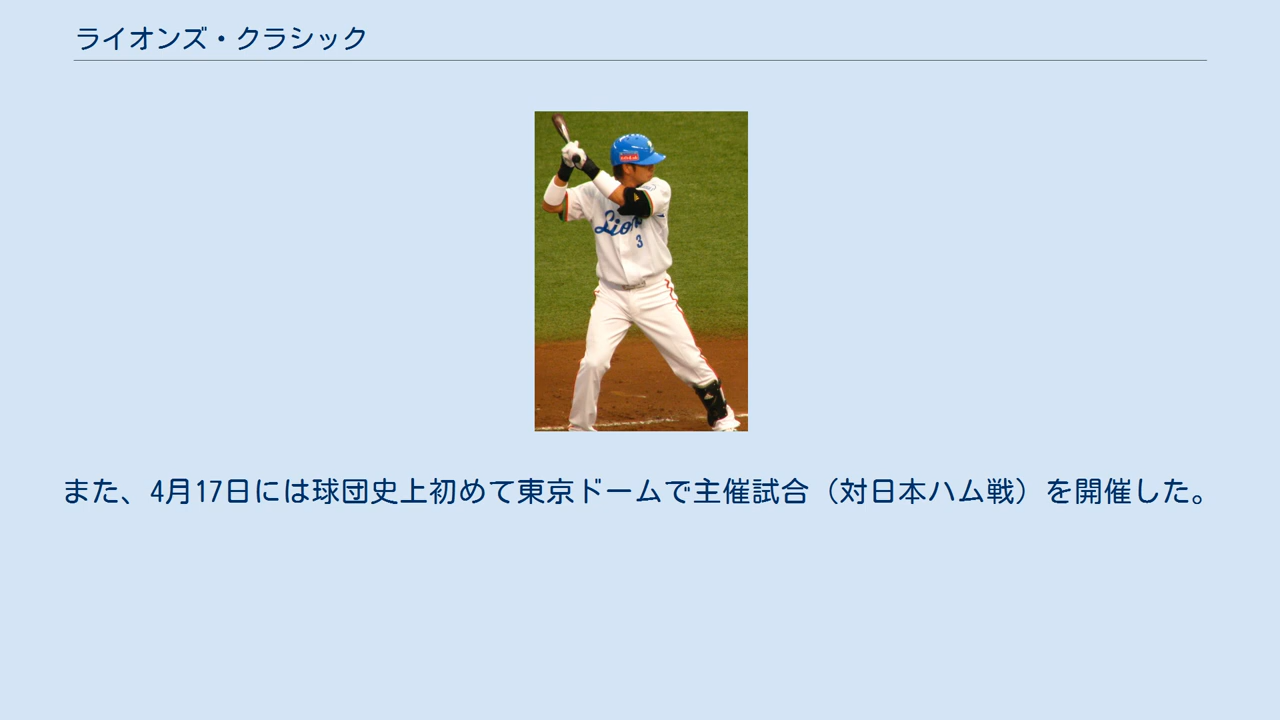 ライオンズ・クラシック
Lions
3
また、4月17日には球団史上初めて東京ドームで主催試合（対日本ハム戦）を開催した。